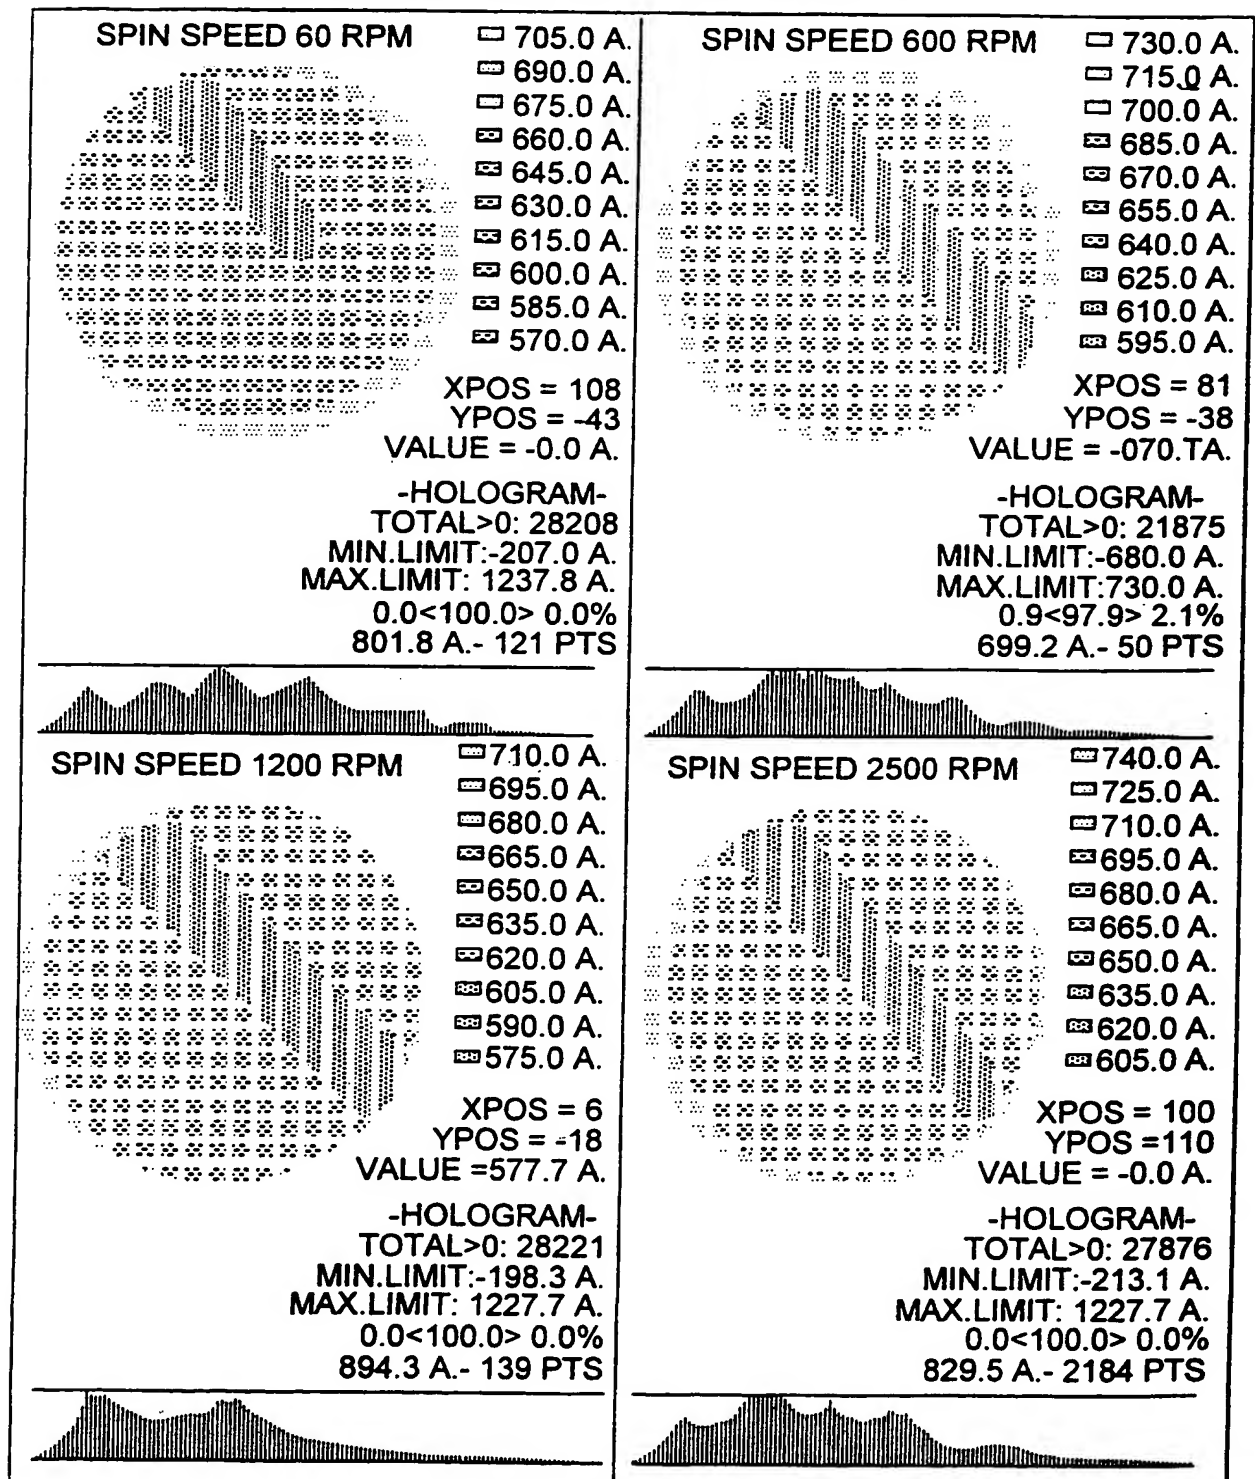 SPIN SPEED 60 RPM
705.0 A.
690.0 A.
675.0 A.
660.0 A.
645.0 A.
630.0 A.
615.0 A.
600.0 A.
585.0 A.
570.0 A.
XPOS = 108
YPOS = -43
VALUE = -0.0 A.
-HOLOGRAM-
TOTAL>0: 28208
MIN.LIMIT:-207.0 A.
MAX.LIMIT: 1237.8 A.
0.0<100.0> 0.0%
801.8 A.- 121 PTS
SPIN SPEED 600 RPM
730.0 A.
715.0 A.
700.0 A.
685.0 A.
670.0 A.
655.0 A.
640.0 A.
625.0 A.
610.0 A.
595.0 A.
XPOS = 81
YPOS = -38
VALUE = -070.TA.
-HOLOGRAM-
TOTAL>0: 21875
MIN.LIMIT:-680.0 A.
MAX.LIMIT:730.0 A.
0.9<97.9> 2.1%
699.2 A.- 50 PTS
SPIN SPEED 1200 RPM
710.0 A.
695.0 A.
680.0 A.
665.0 A.
650.0 A.
635.0 A.
620.0 A.
605.0 A.
590.0 A.
575.0 A.
XPOS = 6
YPOS = -18
VALUE =577.7 A.
-HOLOGRAM-
TOTAL>0: 28221
MIN.LIMIT:-198.3 A.
MAX.LIMIT: 1227.7 A.
0.0<100.0> 0.0%
894.3 A.- 139 PTS
SPIN SPEED 2500 RPM
740.0 A.
725.0 A.
710.0 A.
695.0 A.
680.0 A.
665.0 A.
650.0 A.
635.0 A.
620.0 A.
605.0 A.
XPOS = 100
YPOS =110
VALUE = -0.0 A.
-HOLOGRAM-
TOTAL>0: 27876
MIN.LIMIT:-213.1 A.
MAX.LIMIT: 1227.7 A.
0.0<100.0> 0.0%
829.5 A.- 2184 PTS